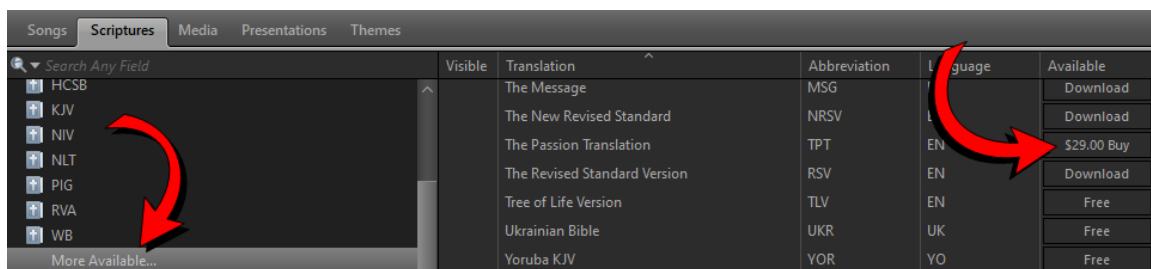 Songs Scriptures Media Presentations Themes
Search Any Field Visible Translation Abbreviation Available
HCSB The Message MSG Download
KJV The New Revised Standard NRSV Download
NIV The Passion Translation TPT EN $29.00 Buy
NLT
PIG The Revised Standard Version RSV EN Download
RVA Tree of Life Version TLV EN Free
WB Ukrainian Bible UKR UK Free
More Available... Yoruba KJV YOR YO Free